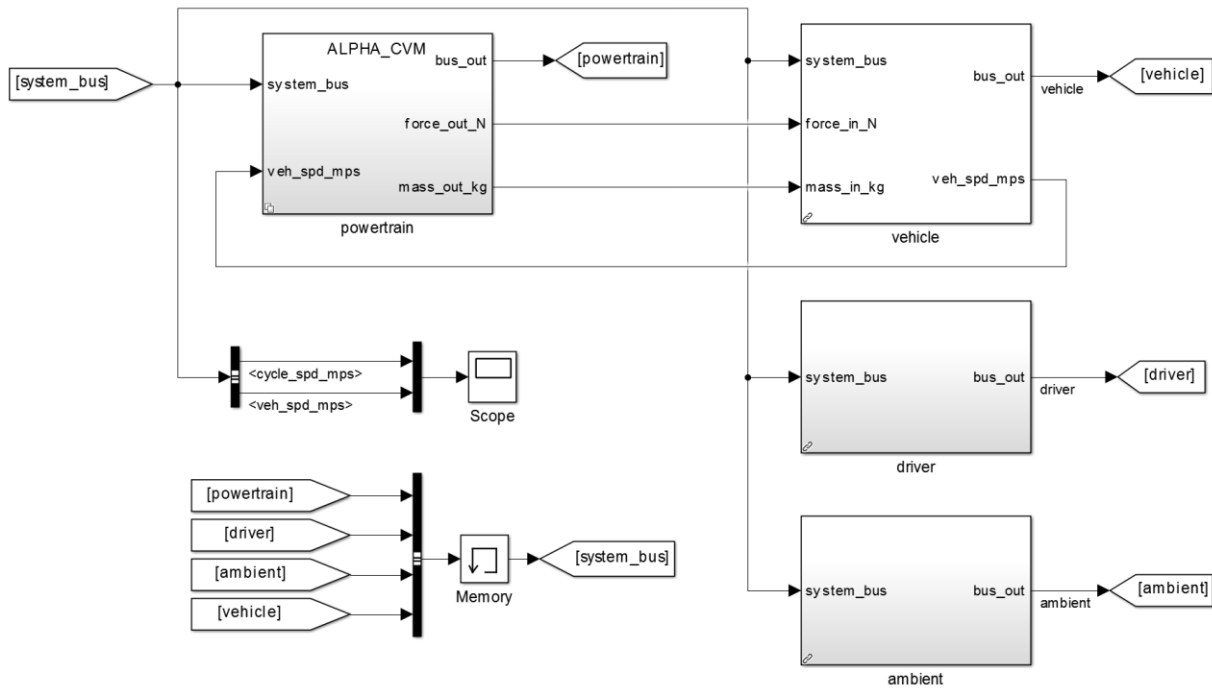 [system_bus]
ALPHA_CVM
bus_out
system_bus
force_out_N
veh_spd_mps
mass_out_kg
powertrain
[powertrain]
system_bus
bus_out
force_in_N
mass_in_kg
veh_spd_mps
vehicle
vehicle
[vehicle]
<cycle_spd_mps>
<veh_spd_mps>
Scope
system_bus
bus_out
driver
driver
[driver]
[powertrain]
[driver]
[ambient]
[vehicle]
Memory
[system_bus]
system_bus
bus_out
ambient
ambient
[ambient]